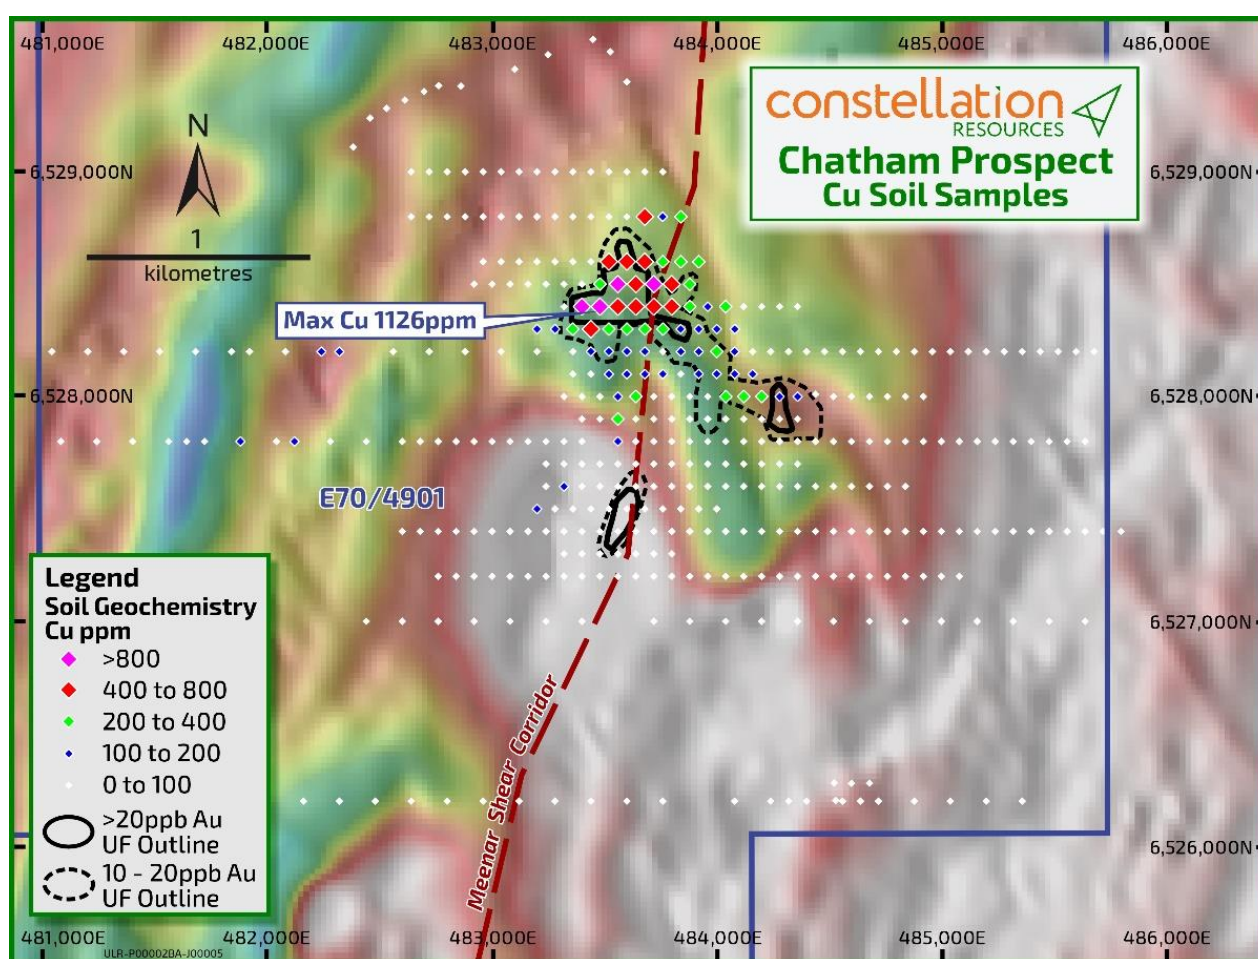 481,000E
482,000E
483,000E
484,000E
485,000E
486,000E
constellation
RESOURCES
Chatham Prospect
Cu Soil Samples
N
1
kilometres
6,529,000N
6,529,000N
Max Cu 1126ppm
6,528,000N
6,528,000N
E70/4901
6,527,000N
Meenar Shear Corridor
6,526,000N
Legend
Soil Geochemistry
Cu ppm
>800
400 to 800
200 to 400
100 to 200
0 to 100
>20ppb Au
UF Outline
10 - 20ppb Au
UF Outline
481,000E
482,000E
483,000E
484,000E
485,000E
486,000E
ULR-P00002BA-J00005